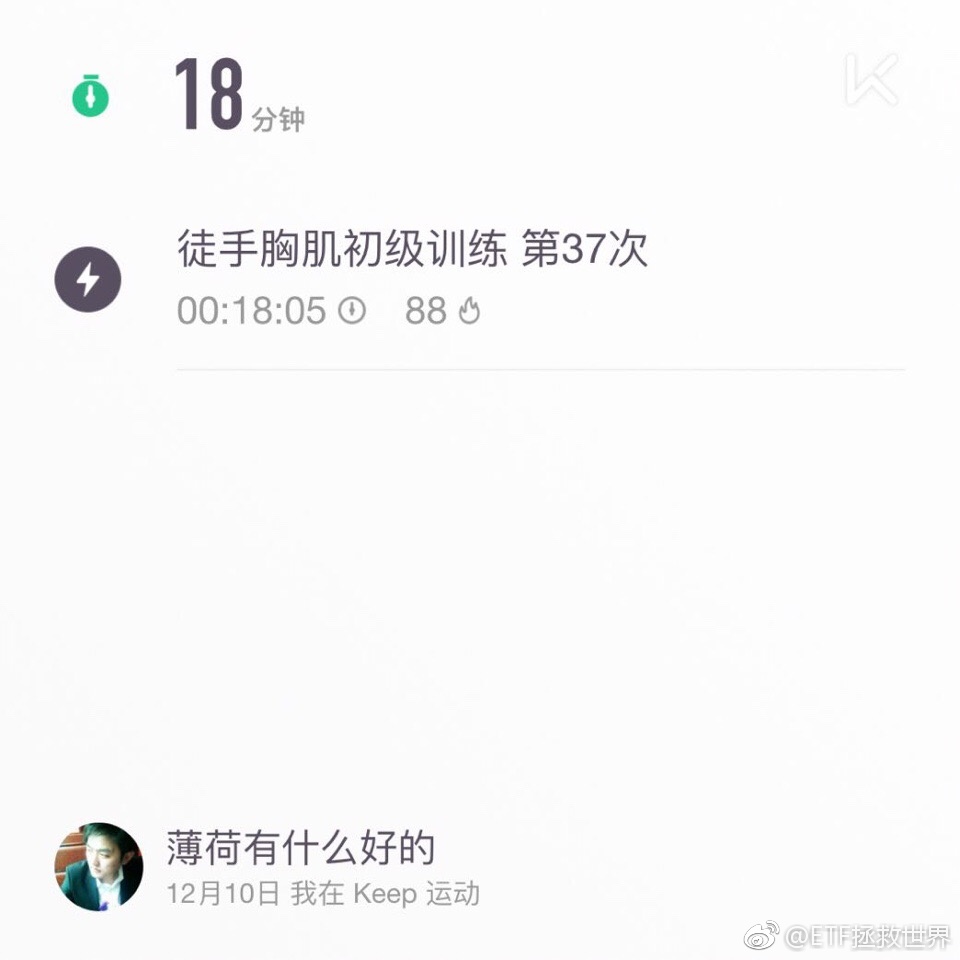 18 分钟
徒手胸肌初级训练 第37次
00:18:05 88
薄荷有什么好的
12月10日 我在 Keep 运动
@ETF拯救世界